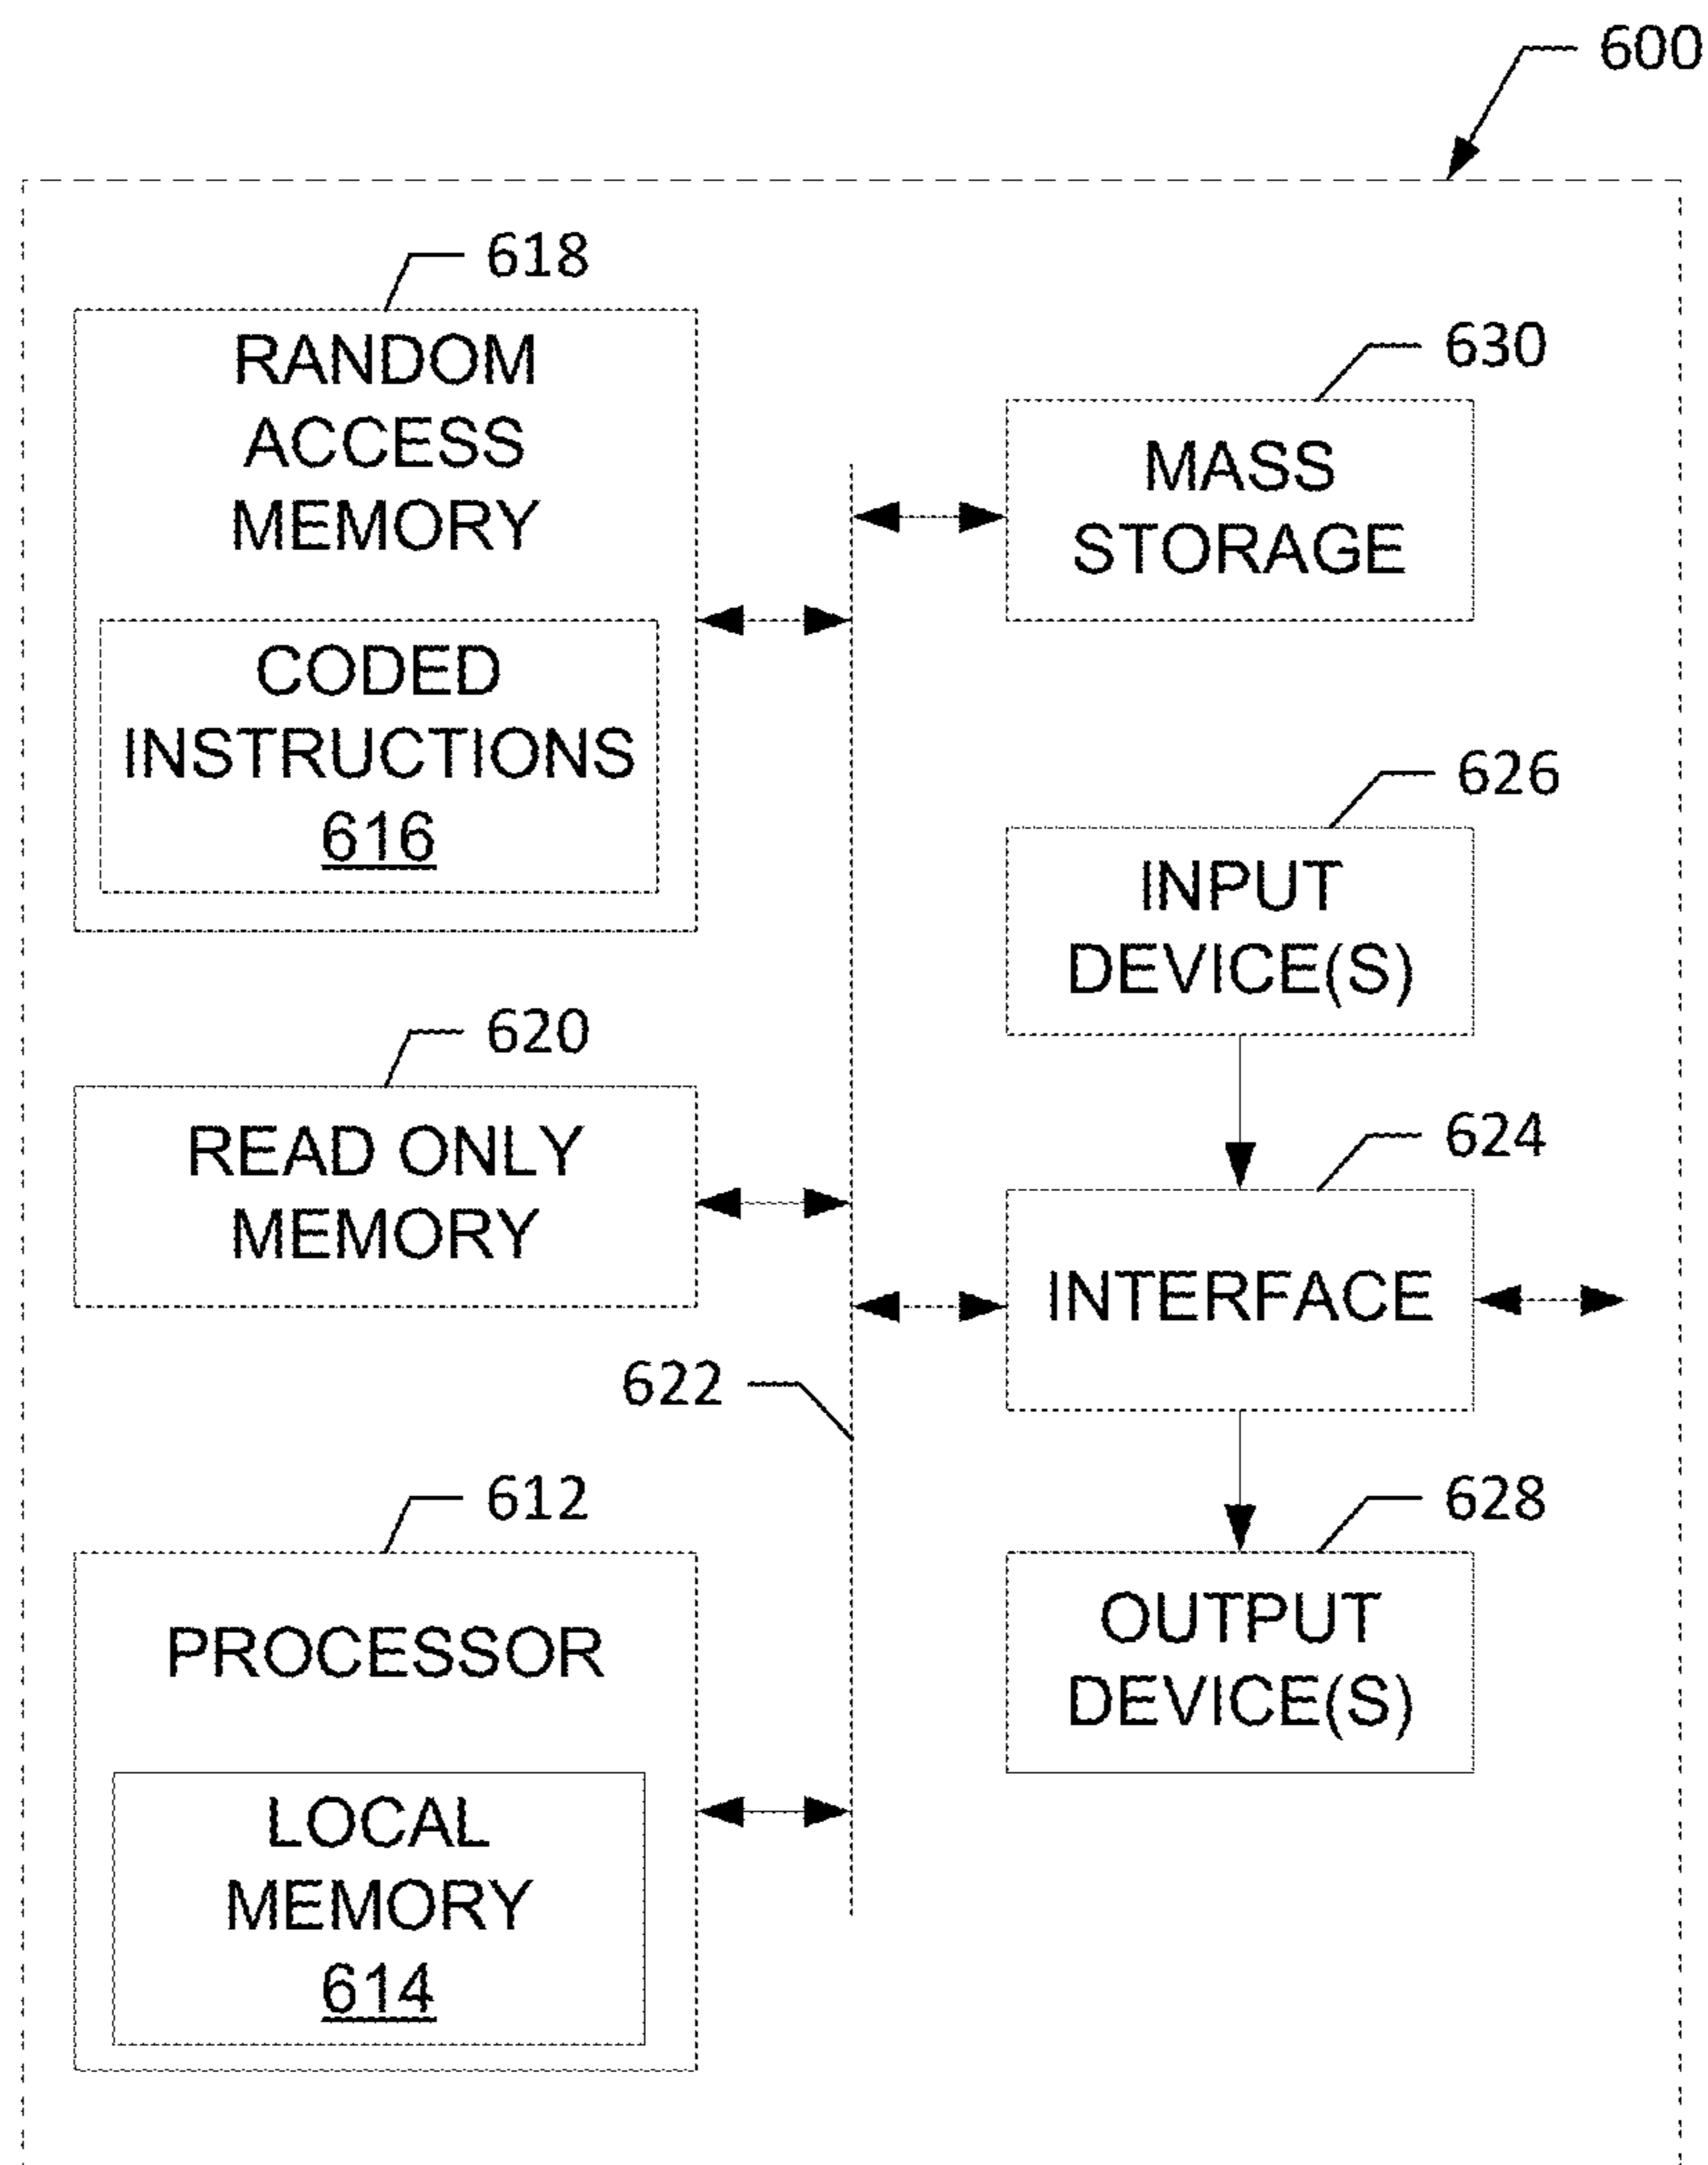 600
618
RANDOM
ACCESS
MEMORY
CODED
INSTRUCTIONS
616
630
MASS
STORAGE
626
INPUT
DEVICE(S)
620
READ ONLY
MEMORY
624
INTERFACE
622
612
PROCESSOR
LOCAL
MEMORY
614
628
OUTPUT
DEVICE(S)